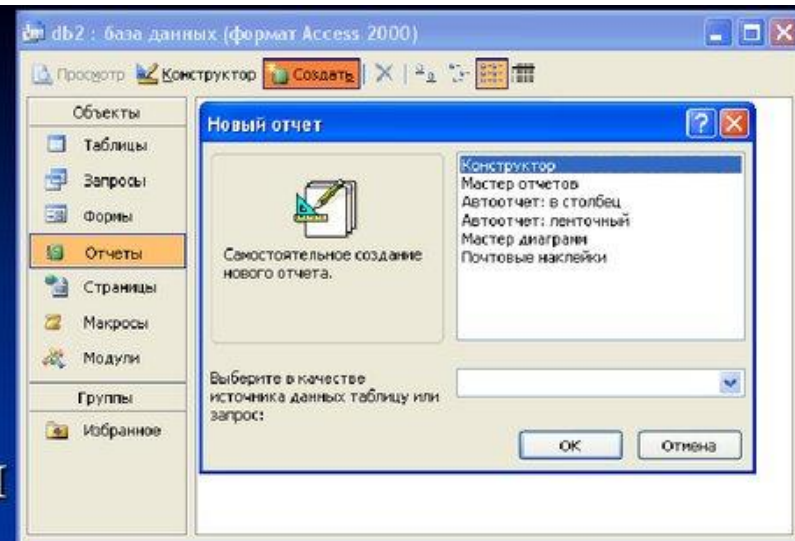 db2 : база данных (формат Access 2000)
Просмотр Конструктор Создать
Объекты
Таблицы
Запросы
Формы
Отчеты
Страницы
Макросы
Модули
Группы
Избранное
Новый отчет
Самостоятельное создание
нового отчета.
Конструктор
Мастер отчетов
Автоотчет: в столбец
Автоотчет: ленточный
Мастер диаграмм
Почтовые наклейки
Выберите в качестве
источника данных таблицу или
запрос:
ОК Отмена